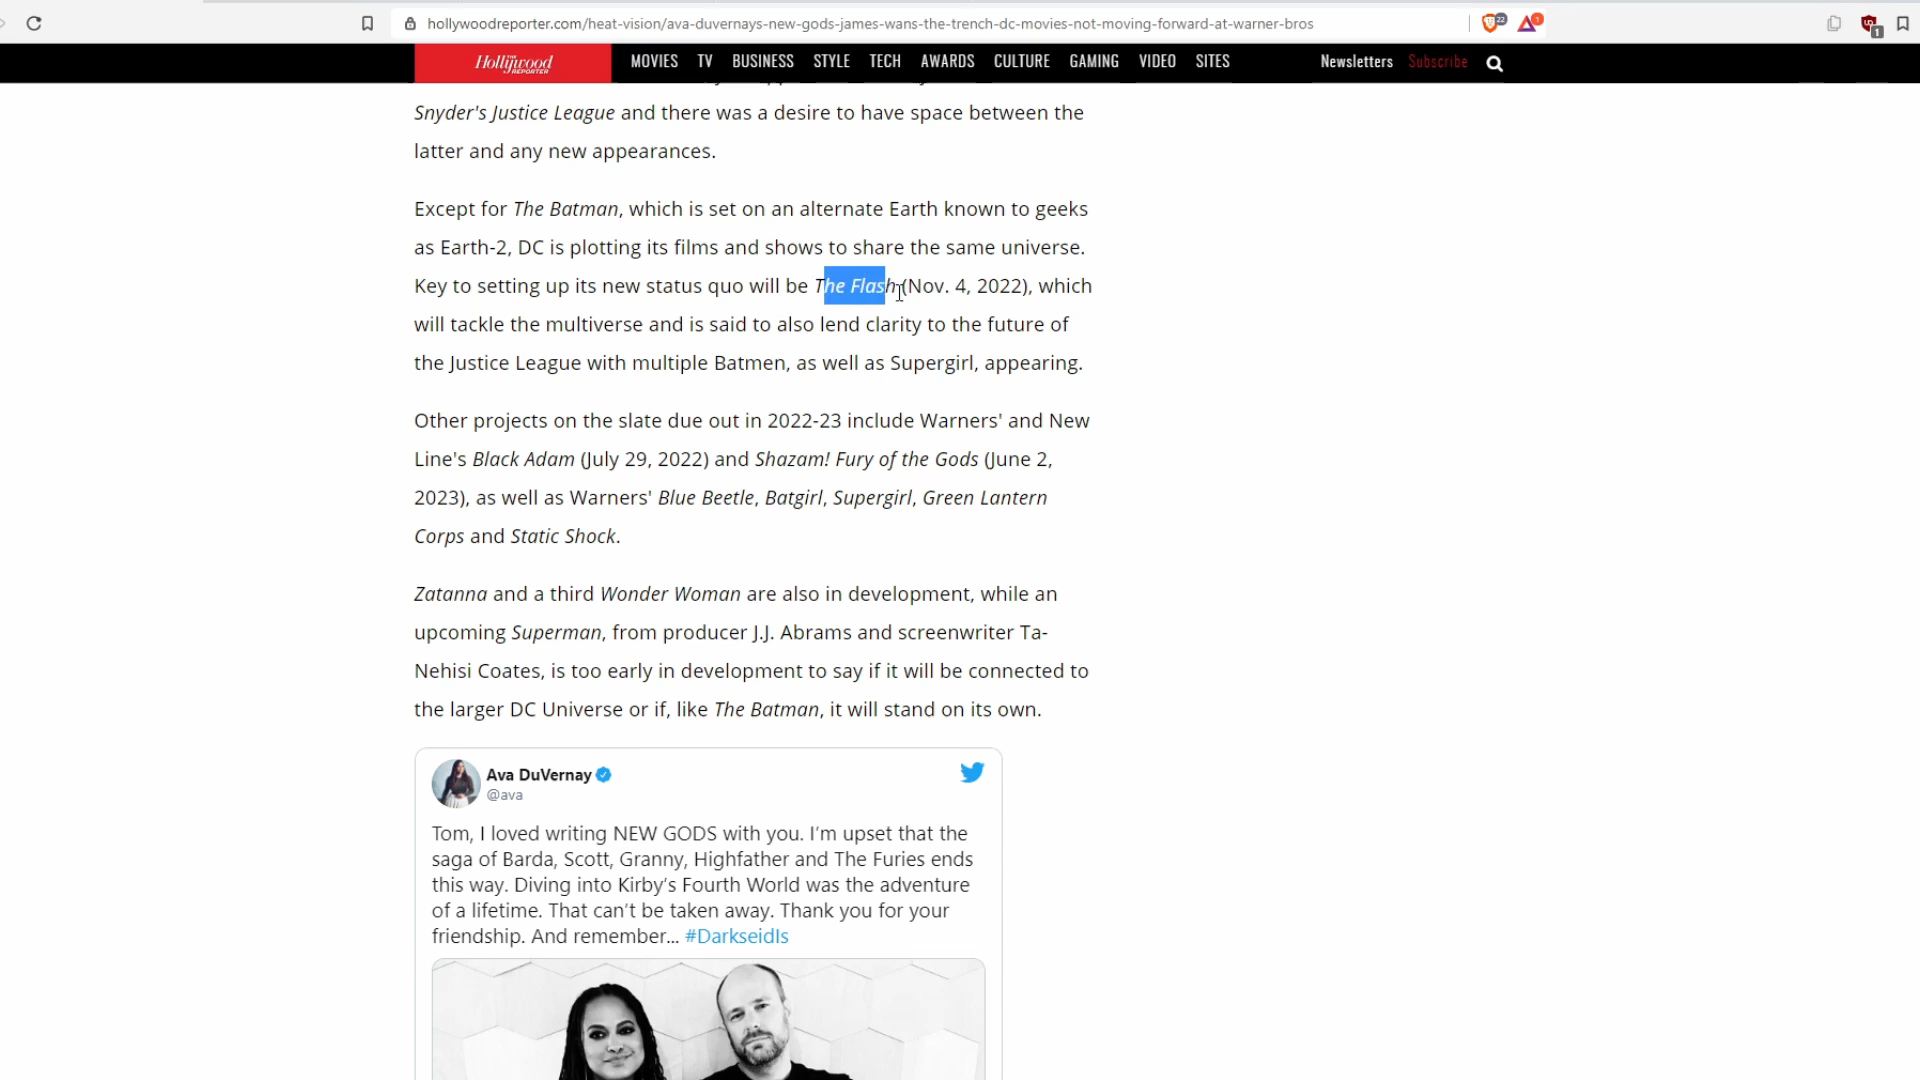 hollywoodreporter.com/heat-vision/ava-duvernays-new-gods-james-wans-the-trench-dc-movies-not-moving-forward-at-warner-bros
22
1
1
THE Hollywood REPORTER
MOVIES TV BUSINESS STYLE TECH AWARDS CULTURE GAMING VIDEO SITES Newsletters Subscribe
Snyder's Justice League and there was a desire to have space between the
latter and any new appearances.
Except for The Batman, which is set on an alternate Earth known to geeks
as Earth-2, DC is plotting its films and shows to share the same universe.
Key to setting up its new status quo will be The Flash (Nov. 4, 2022), which
will tackle the multiverse and is said to also lend clarity to the future of
the Justice League with multiple Batmen, as well as Supergirl, appearing.
Other projects on the slate due out in 2022-23 include Warners' and New
Line's Black Adam (July 29, 2022) and Shazam! Fury of the Gods (June 2,
2023), as well as Warners' Blue Beetle, Batgirl, Supergirl, Green Lantern
Corps and Static Shock.
Zatanna and a third Wonder Woman are also in development, while an
upcoming Superman, from producer J.J. Abrams and screenwriter Ta-
Nehisi Coates, is too early in development to say if it will be connected to
the larger DC Universe or if, like The Batman, it will stand on its own.
Ava DuVernay
@ava
Tom, I loved writing NEW GODS with you. I'm upset that the
saga of Barda, Scott, Granny, Highfather and The Furies ends
this way. Diving into Kirby's Fourth World was the adventure
of a lifetime. That can't be taken away. Thank you for your
friendship. And remember... #DarkseidIs